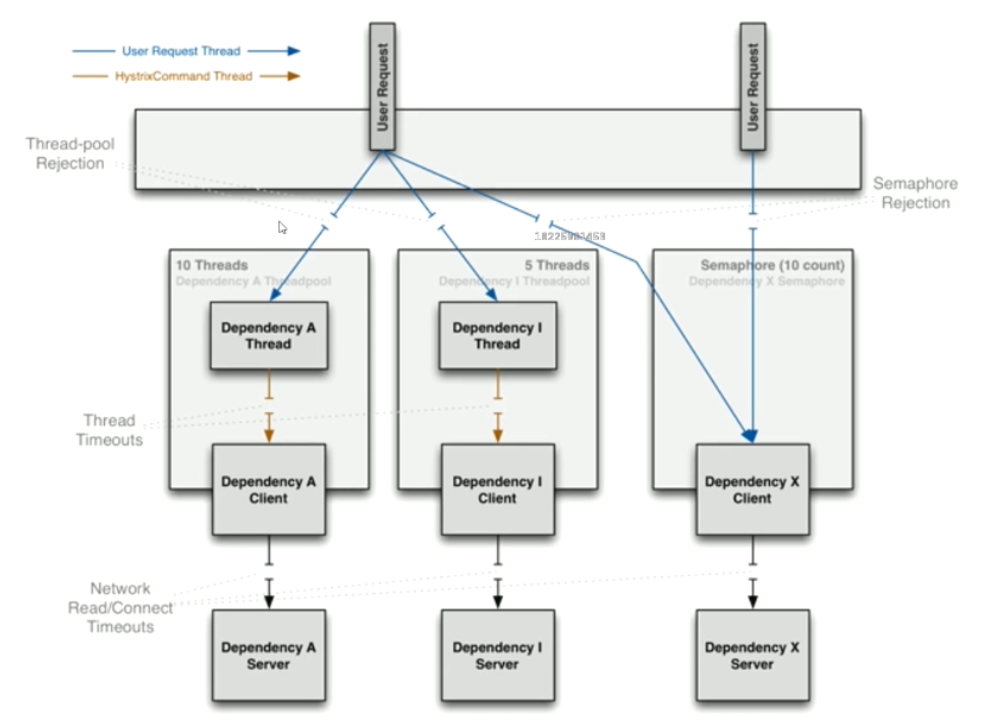 User Request Thread
HystrixCommand Thread
User Request
User Request
Thread-pool
Rejection
Semaphore
Rejection
10 Threads
Dependency A Threadpool
5 Threads
Dependency I Threadpool
Semaphore (10 count)
Dependency X Semaphore
Dependency A
Thread
Dependency I
Thread
Thread
Timeouts
Dependency A
Client
Dependency I
Client
Dependency X
Client
Network
Read/Connect
Timeouts
Dependency A
Server
Dependency I
Server
Dependency X
Server